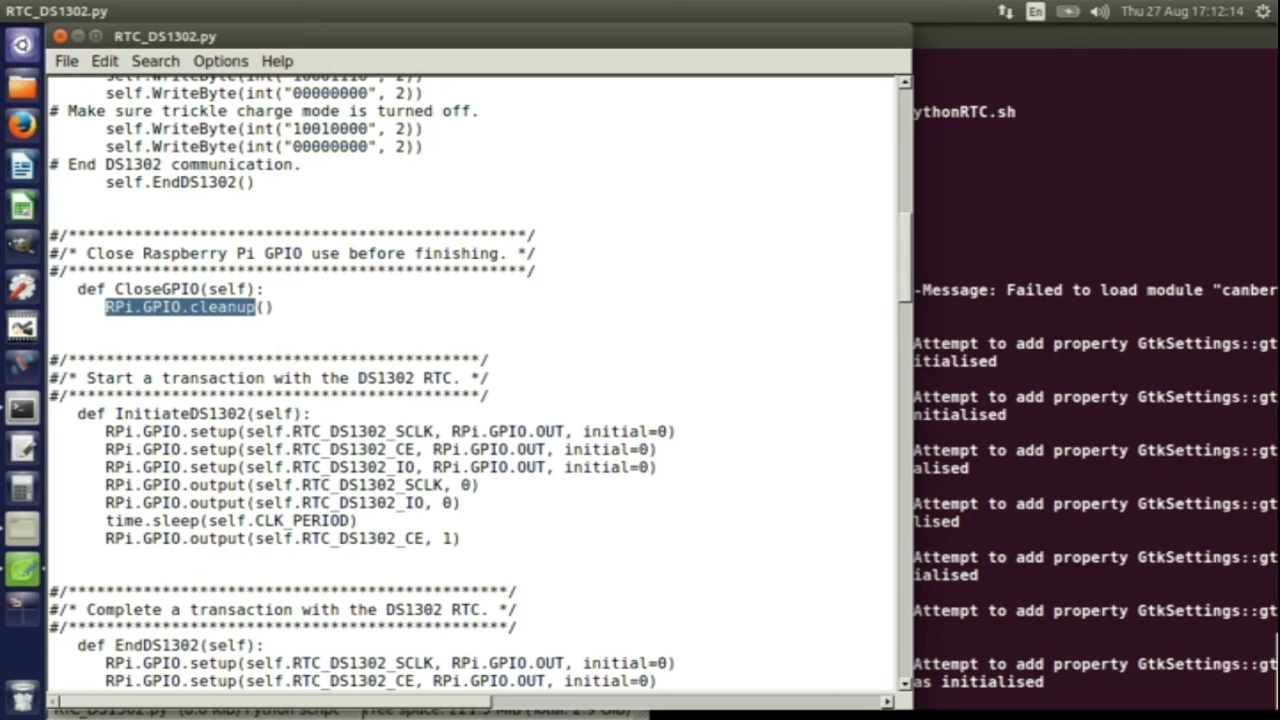 RTC_DS1302.py
En
Thu 27 Aug 17:12:14
RTC_DS1302.py
File Edit Search Options Help
self.WriteByte(int("10001110", 2))
self.WriteByte(int("00000000", 2))
# Make sure trickle charge mode is turned off.
self.WriteByte(int("10010000", 2))
self.WriteByte(int("00000000", 2))
# End DS1302 communication.
self.EndDS1302()
#/*************************************************/
#/* Close Raspberry Pi GPIO use before finishing. */
#/*************************************************/
def CloseGPIO(self):
RPi.GPIO.cleanup()
#/********************************************/
#/* Start a transaction with the DS1302 RTC. */
#/********************************************/
def InitiateDS1302(self):
RPi.GPIO.setup(self.RTC_DS1302_SCLK, RPi.GPIO.OUT, initial=0)
RPi.GPIO.setup(self.RTC_DS1302_CE, RPi.GPIO.OUT, initial=0)
RPi.GPIO.setup(self.RTC_DS1302_IO, RPi.GPIO.OUT, initial=0)
RPi.GPIO.output(self.RTC_DS1302_SCLK, 0)
RPi.GPIO.output(self.RTC_DS1302_IO, 0)
time.sleep(self.CLK_PERIOD)
RPi.GPIO.output(self.RTC_DS1302_CE, 1)
#/***********************************************/
#/* Complete a transaction with the DS1302 RTC. */
#/***********************************************/
def EndDS1302(self):
RPi.GPIO.setup(self.RTC_DS1302_SCLK, RPi.GPIO.OUT, initial=0)
RPi.GPIO.setup(self.RTC_DS1302_CE, RPi.GPIO.OUT, initial=0)
ythonRTC.sh
-Message: Failed to load module "canber
Attempt to add property GtkSettings::gt
itialised
Attempt to add property GtkSettings::gt
nitialised
Attempt to add property GtkSettings::gt
alised
Attempt to add property GtkSettings::gt
lised
Attempt to add property GtkSettings::gt
ialised
Attempt to add property GtkSettings::gt
Attempt to add property GtkSettings::gt
as initialised